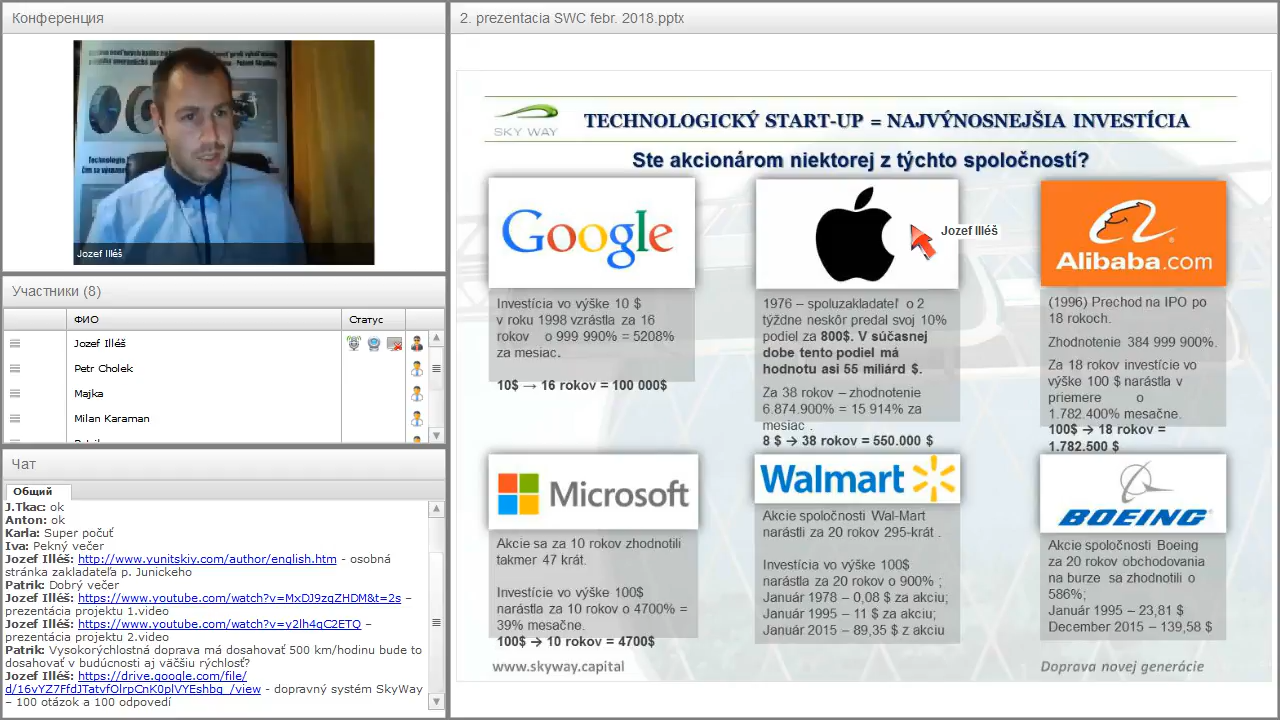 Конференция
Jozef Illéš
Участники (8)
ФИО
Статус
Jozef Illéš
Petr Cholek
Majka
Milan Karaman
Чат
Общий
J.Tkac: ok
Anton: ok
Karla: Super počuť
Iva: Pekný večer
Jozef Illéš: http://www.yunitskiy.com/author/english.htm - osobná
stránka zakladateľa p. Junickeho
Patrik: Dobrý večer
Jozef Illéš: https://www.youtube.com/watch?v=MxDJ9zqZHDM&t=2s –
prezentácia projektu 1.video
Jozef Illéš: https://www.youtube.com/watch?v=y2lh4gC2ETQ –
prezentácia projektu 2.video
Patrik: Vysokorýchlostná doprava má dosahovať 500 km/hodinu bude to
dosahovať v budúcnosti aj väčšiu rýchlosť?
Jozef Illéš: https://drive.google.com/file/
d/16vYZ7FfdJTatvfOlrpCnK0plVYEshbq_/view - dopravný systém SkyWay
– 100 otázok a 100 odpovedí
2. prezentacia SWC febr. 2018.pptx
SKY WAY
TECHNOLOGICKÝ START-UP = NAJVÝNOSNEJŠIA INVESTÍCIA
Ste akcionárom niektorej z týchto spoločností?
Google
Investícia vo výške 10 $
v roku 1998 vzrástla za 16
rokov o 999 990% = 5208%
za mesiac.
10$ → 16 rokov = 100 000$
Jozef Illéš
1976 – spoluzakladateľ o 2
týždne neskôr predal svoj 10%
podiel za 800$. V súčasnej
dobe tento podiel má
hodnotu asi 55 miliárd $.
Za 38 rokov – zhodnotenie
6.874.900% = 15 914% za
mesiac .
8 $ → 38 rokov = 550.000 $
Alibaba.com
(1996) Prechod na IPO po
18 rokoch.
Zhodnotenie 384 999 900%.
Za 18 rokov investície vo
výške 100 $ narástla v
priemere o
1.782.400% mesačne.
100$ → 18 rokov =
1.782.500 $
Microsoft
Akcie sa za 10 rokov zhodnotili
takmer 47 krát.
Investície vo výške 100$
narástla za 10 rokov o 4700% =
39% mesačne.
100$ → 10 rokov = 4700$
Walmart
Akcie spoločnosti Wal-Mart
narástli za 20 rokov 295-krát .
Investícia vo výške 100$
narástla za 20 rokov o 900% ;
Január 1978 – 0,08 $ za akciu;
Január 1995 – 11 $ za akciu;
Január 2015 – 89,35 $ z akciu
BOEING
Akcie spoločnosti Boeing
za 20 rokov obchodovania
na burze sa zhodnotili o
586%;
Január 1995 – 23,81 $
December 2015 – 139,58 $
www.skyway.capital
Doprava novej generácie